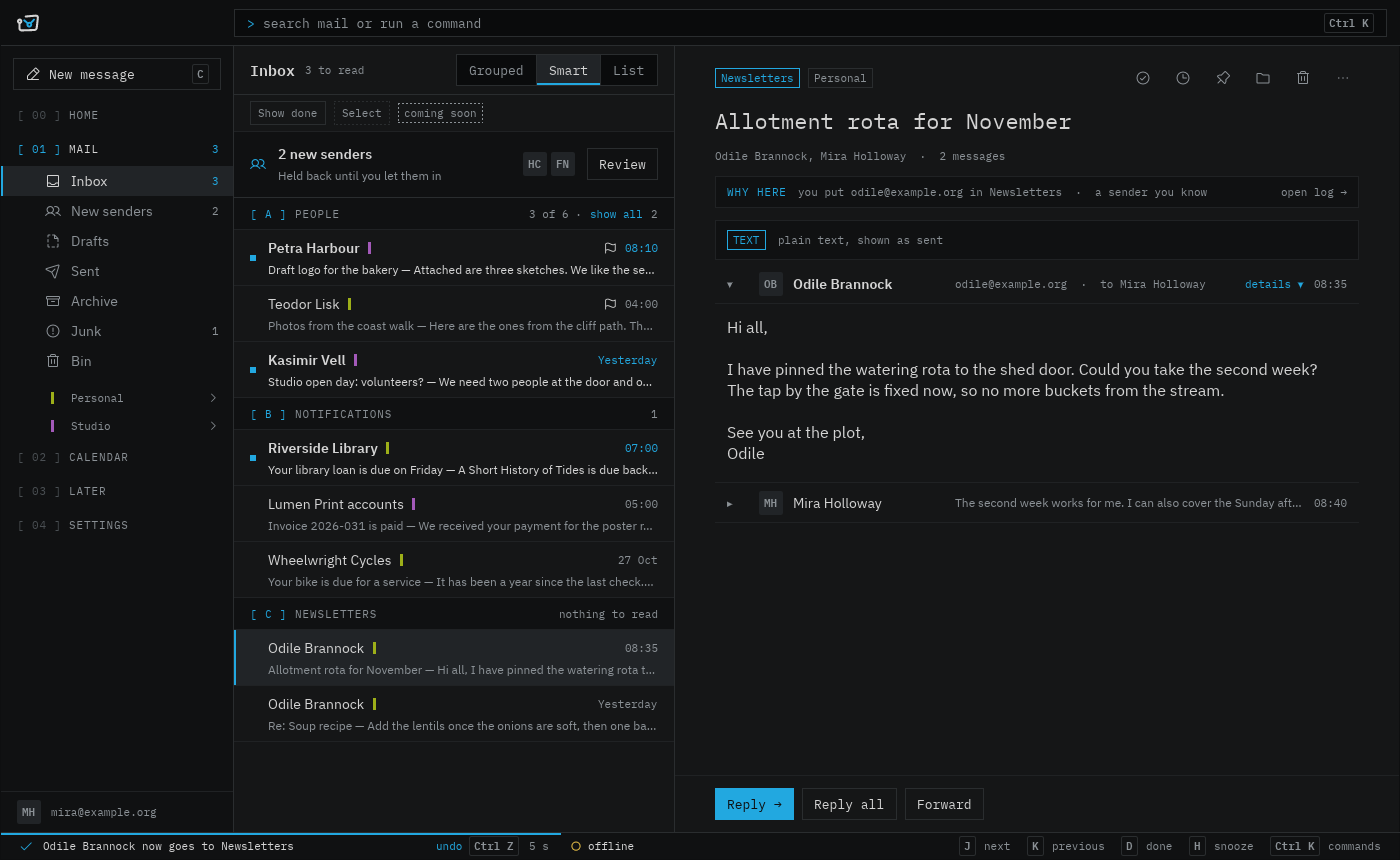 > search mail or run a command Ctrl K
New message C
[ 00 ] HOME
[ 01 ] MAIL 3
Inbox 3
New senders 2
Drafts
Sent
Archive
Junk 1
Bin
Personal
Studio
[ 02 ] CALENDAR
[ 03 ] LATER
[ 04 ] SETTINGS
MH mira@example.org
Inbox 3 to read Grouped Smart List
Show done Select coming soon
2 new senders
Held back until you let them in
HC FN Review
[ A ] PEOPLE 3 of 6 · show all 2
Petra Harbour 08:10
Draft logo for the bakery — Attached are three sketches. We like the se…
Teodor Lisk 04:00
Photos from the coast walk — Here are the ones from the cliff path. Th…
Kasimir Vell Yesterday
Studio open day: volunteers? — We need two people at the door and o…
[ B ] NOTIFICATIONS 1
Riverside Library 07:00
Your library loan is due on Friday — A Short History of Tides is due back…
Lumen Print accounts 05:00
Invoice 2026-031 is paid — We received your payment for the poster r…
Wheelwright Cycles 27 Oct
Your bike is due for a service — It has been a year since the last check.…
[ C ] NEWSLETTERS nothing to read
Odile Brannock 08:35
Allotment rota for November — Hi all, I have pinned the watering rota t…
Odile Brannock Yesterday
Re: Soup recipe — Add the lentils once the onions are soft, then one ba…
Newsletters Personal
Allotment rota for November
Odile Brannock, Mira Holloway · 2 messages
WHY HERE you put odile@example.org in Newsletters · a sender you know open log →
TEXT plain text, shown as sent
▾ OB Odile Brannock odile@example.org · to Mira Holloway details ▾ 08:35
Hi all,
I have pinned the watering rota to the shed door. Could you take the second week?
The tap by the gate is fixed now, so no more buckets from the stream.
See you at the plot,
Odile
▸ MH Mira Holloway The second week works for me. I can also cover the Sunday aft… 08:40
Reply → Reply all Forward
Odile Brannock now goes to Newsletters undo Ctrl Z 5 s offline J next K previous D done H snooze Ctrl K commands